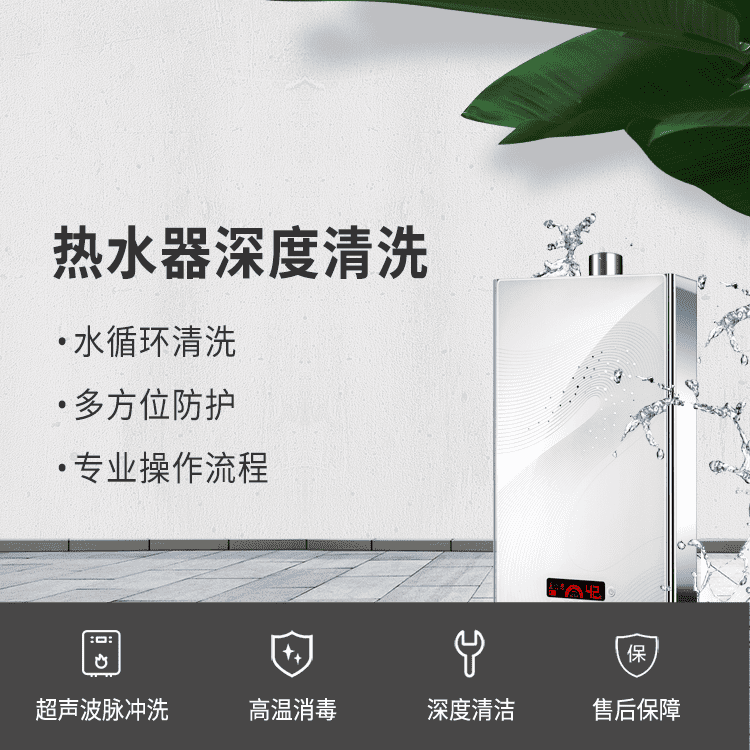 热水器深度清洗
·水循环清洗
·多方位防护
·专业操作流程
42
保
超声波脉冲洗
高温消毒
深度清洁
售后保障